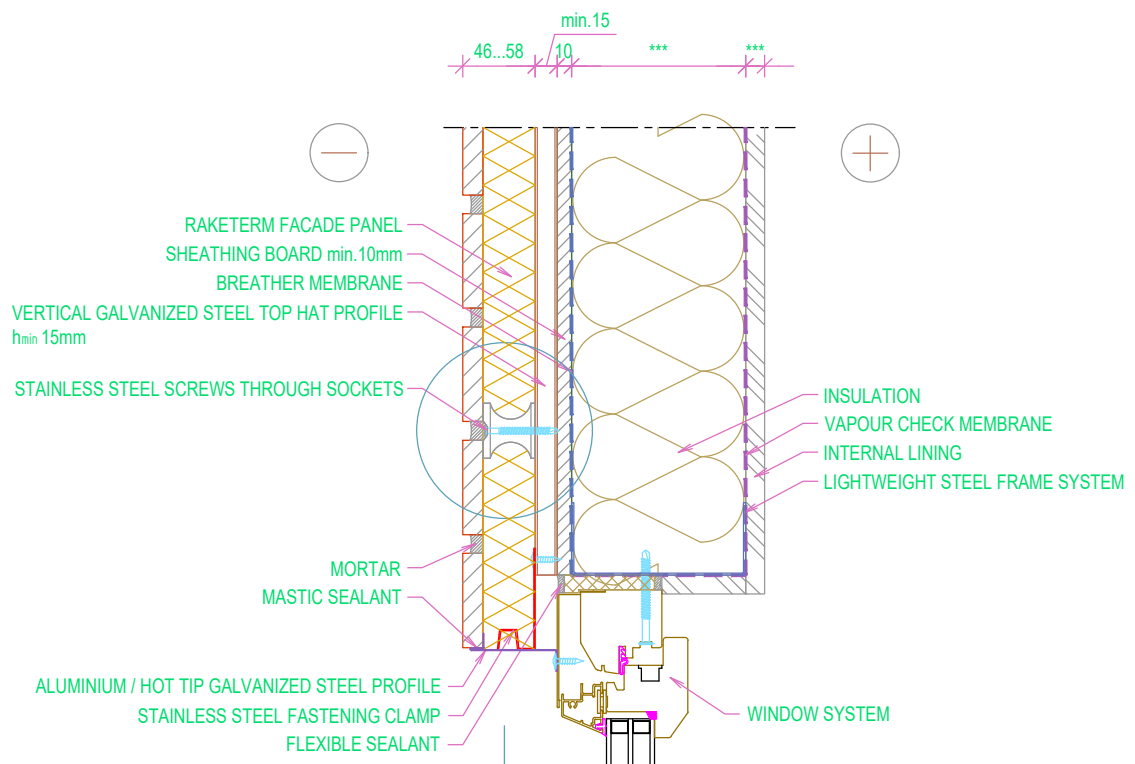 min.15
46...58
10
***
***
RAKETERM FACADE PANEL
SHEATHING BOARD min.10mm
BREATHER MEMBRANE
VERTICAL GALVANIZED STEEL TOP HAT PROFILE
hmin 15mm
STAINLESS STEEL SCREWS THROUGH SOCKETS
INSULATION
VAPOUR CHECK MEMBRANE
INTERNAL LINING
LIGHTWEIGHT STEEL FRAME SYSTEM
MORTAR
MASTIC SEALANT
ALUMINIUM / HOT TIP GALVANIZED STEEL PROFILE
STAINLESS STEEL FASTENING CLAMP
FLEXIBLE SEALANT
WINDOW SYSTEM